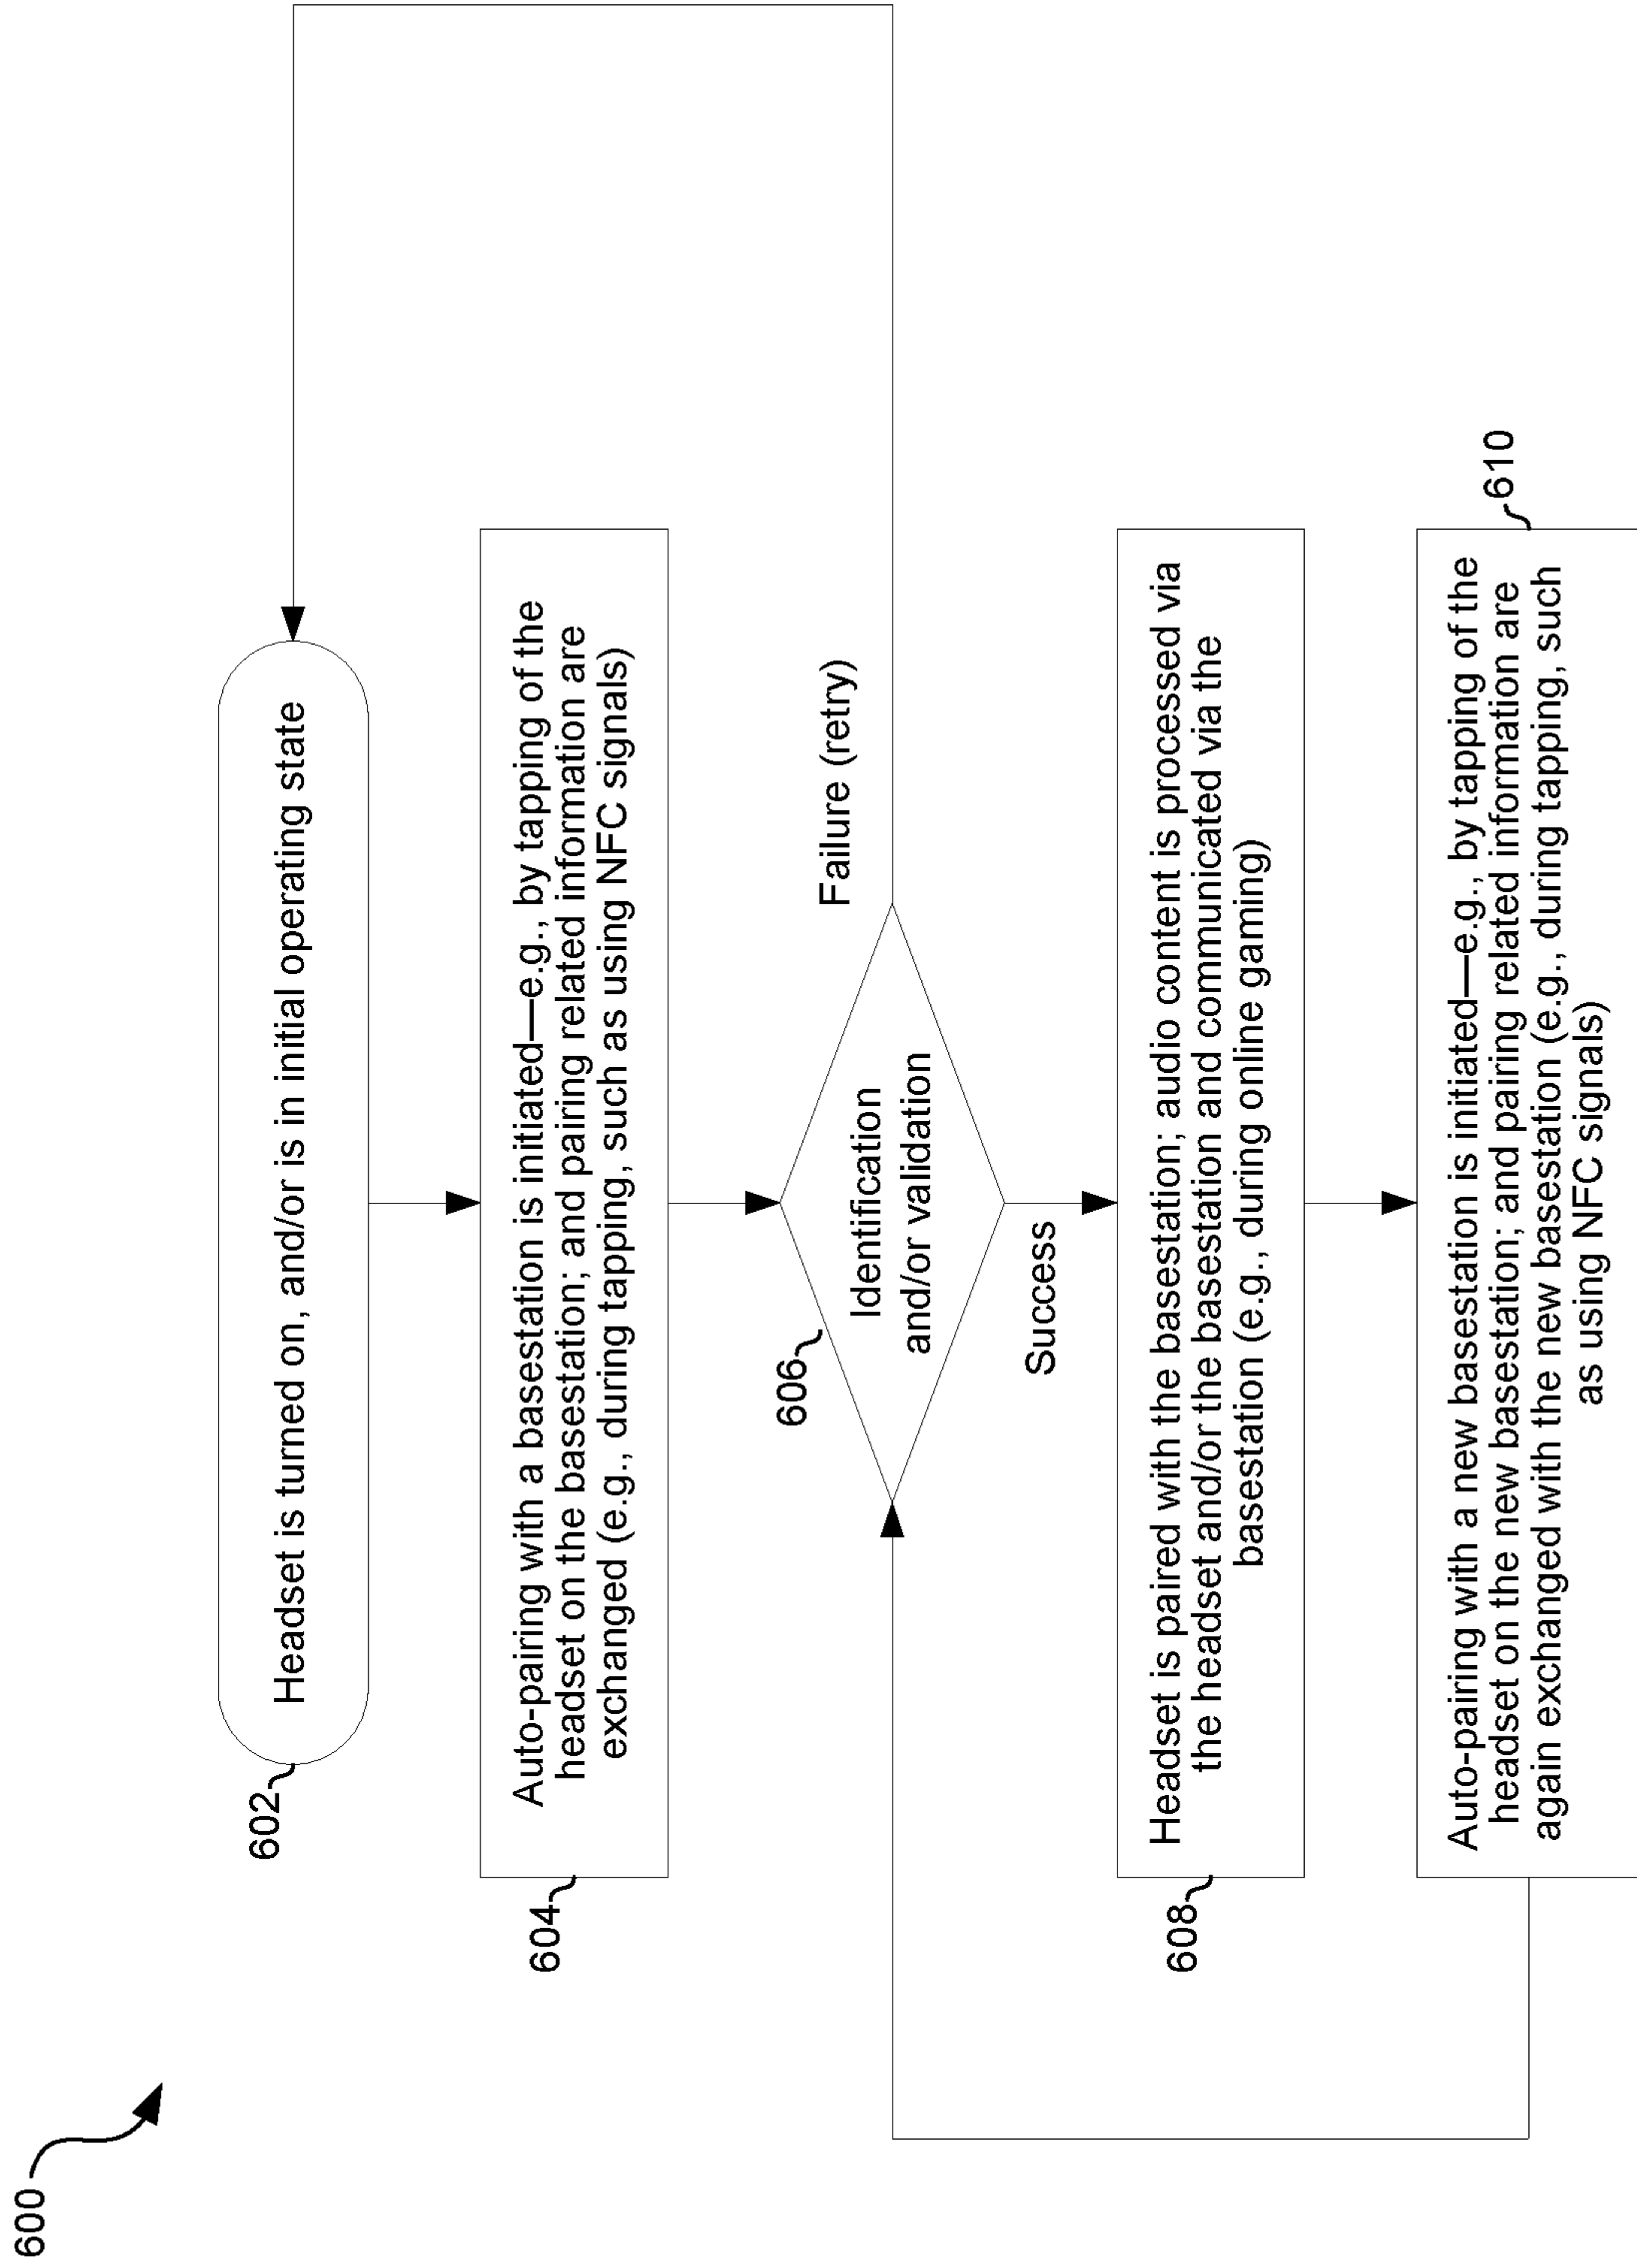 600
602
Headset is turned on, and/or is in initial operating state
604
Auto-pairing with a basestation is initiated—e.g., by tapping of the
headset on the basestation; and pairing related information are
exchanged (e.g., during tapping, such as using NFC signals)
606
Identification
and/or validation
Failure (retry)
Success
608
Headset is paired with the basestation; audio content is processed via
the headset and/or the basestation and communicated via the
basestation (e.g., during online gaming)
610
Auto-pairing with a new basestation is initiated—e.g., by tapping of the
headset on the new basestation; and pairing related information are
again exchanged with the new basestation (e.g., during tapping, such
as using NFC signals)